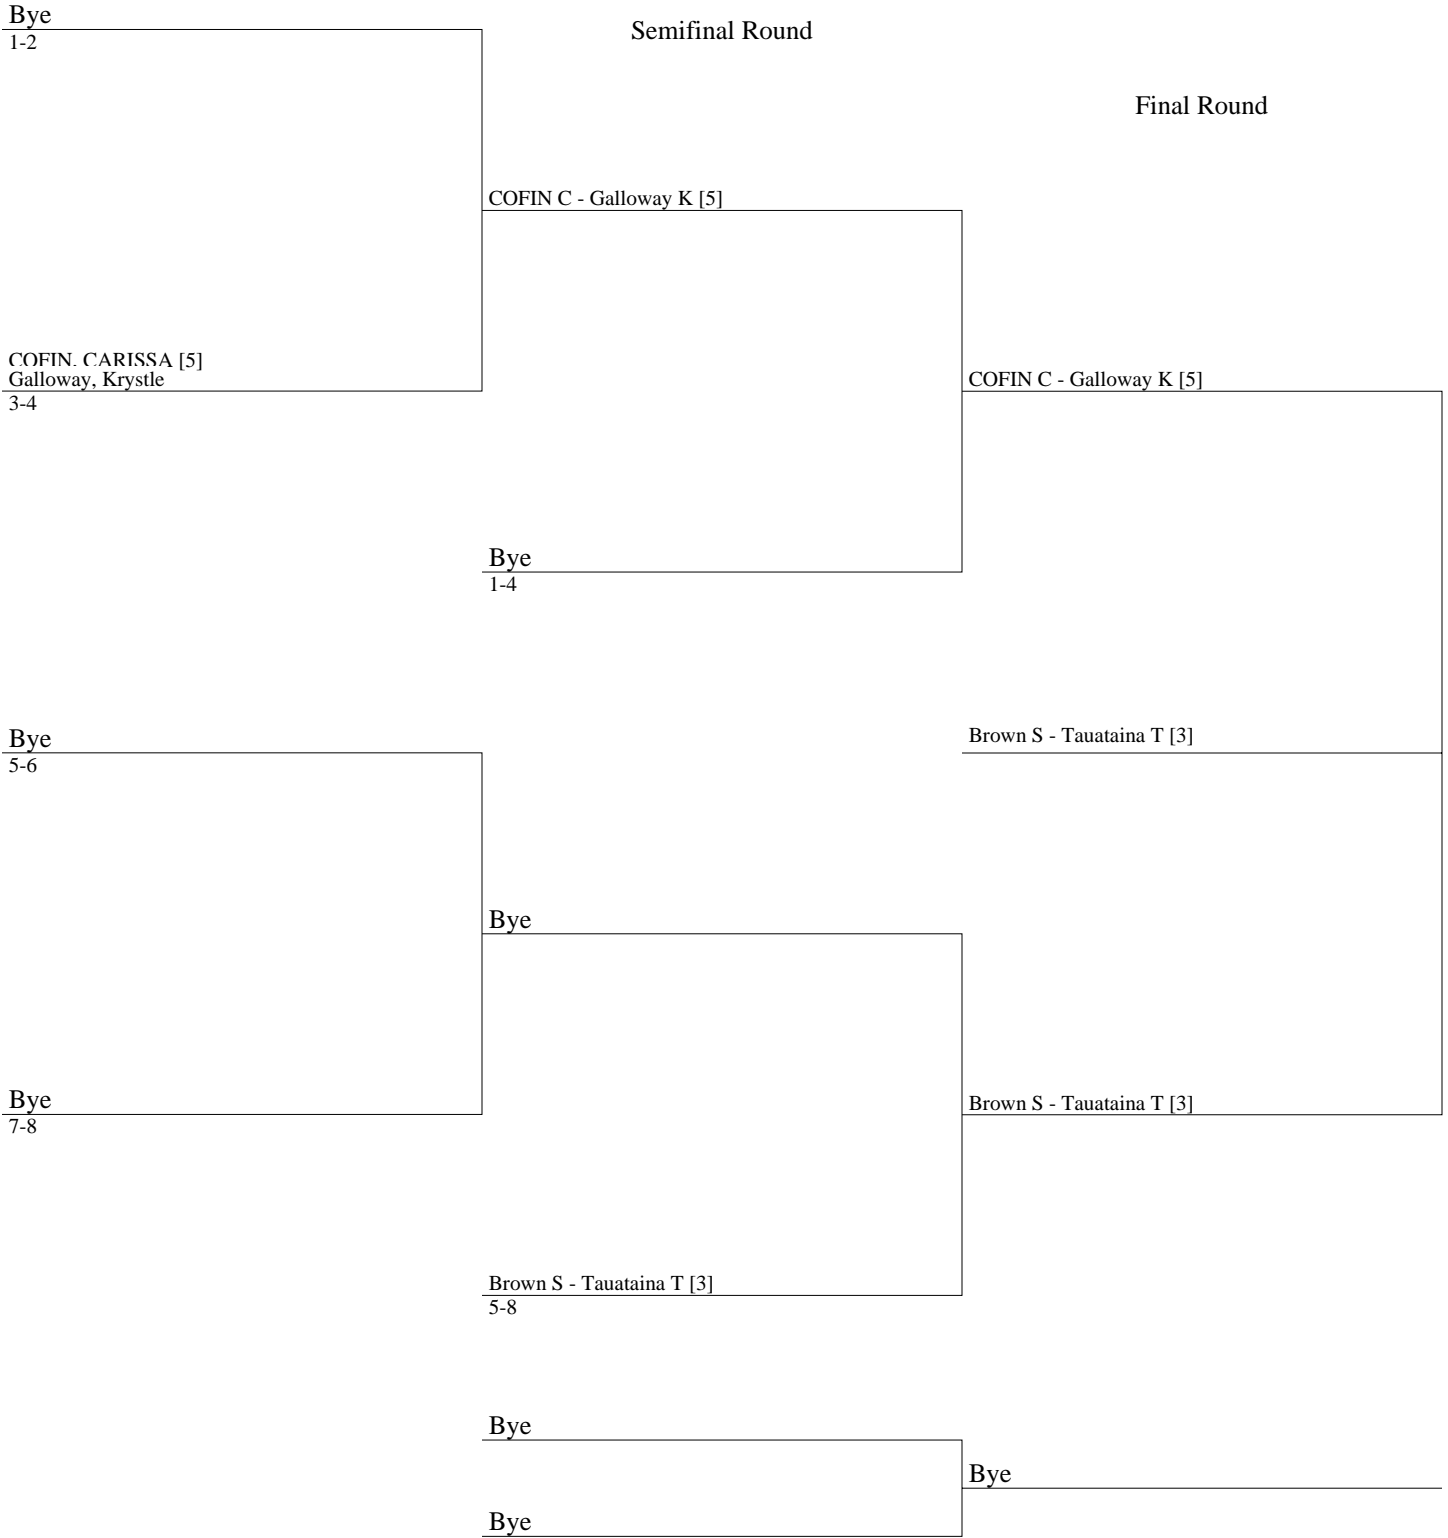 Bye
1-2
Semifinal Round
Final Round
COFIN C - Galloway K [5]
COFIN, CARISSA [5]
Galloway, Krystle
3-4
COFIN C - Galloway K [5]
Bye
1-4
Bye
5-6
Brown S - Tauataina T [3]
Bye
Bye
7-8
Brown S - Tauataina T [3]
Brown S - Tauataina T [3]
5-8
Bye
Bye
Bye